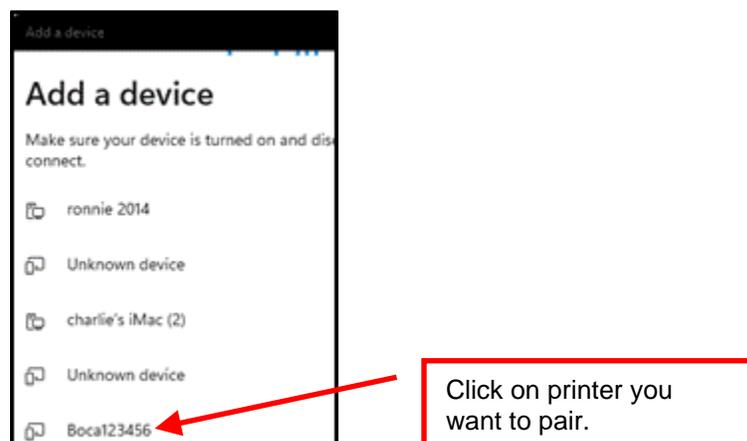 Add a device
Add a device
Make sure your device is turned on and dis
connect.
ronnie 2014
Unknown device
charlie's iMac (2)
Unknown device
Boca123456
Click on printer you
want to pair.